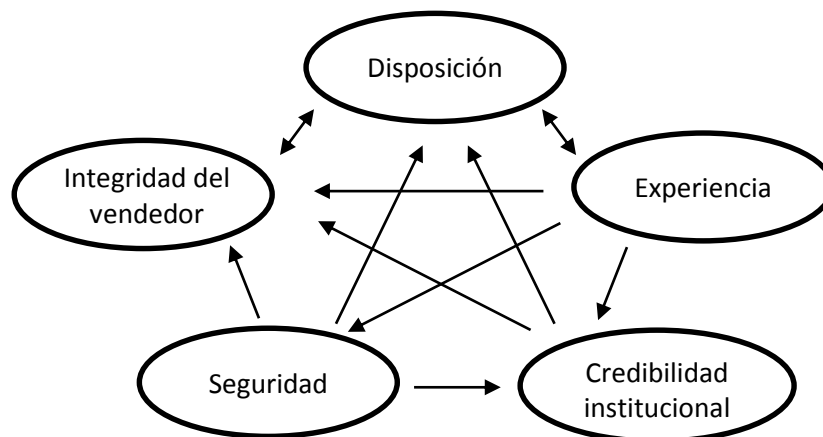 Disposición
Integridad del
vendedor
Experiencia
Seguridad
Credibilidad
institucional